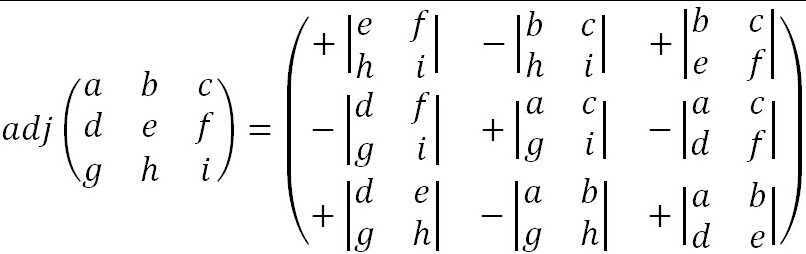 adj (a b c
d e f
g h i) = (+ |e f
h i| − |b c
h i| + |b c
e f|
− |d f
g i| + |a c
g i| − |a c
d f|
+ |d e
g h| − |a b
g h| + |a b
d e|)